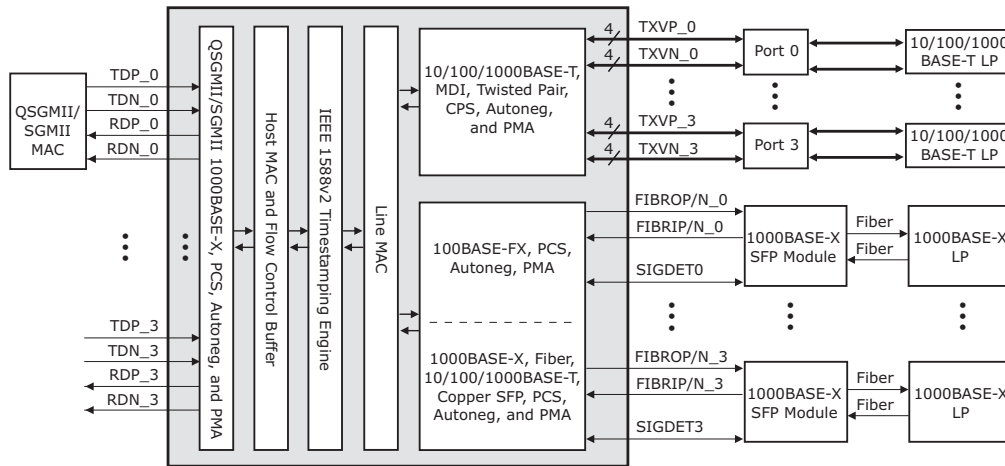 QSGMII/
SGMII
MAC
TDP_0
TDN_0
RDP_0
RDN_0
TDP_3
TDN_3
RDP_3
RDN_3
QSGMII/SGMII 1000BASE-X, PCS,
Autoneg, and PMA
Host MAC and Flow Control Buffer
IEEE 1588v2 Timestamping Engine
Line MAC
10/100/1000BASE-T,
MDI, Twisted Pair,
CPS, Autoneg,
and PMA
100BASE-FX, PCS,
Autoneg, PMA
1000BASE-X, Fiber,
10/100/1000BASE-T,
Copper SFP, PCS,
Autoneg, and PMA
4 TXVP_0
4 TXVN_0
4 TXVP_3
4 TXVN_3
Port 0
Port 3
10/100/1000
BASE-T LP
10/100/1000
BASE-T LP
FIBROP/N_0
FIBRIP/N_0
SIGDET0
1000BASE-X
SFP Module
Fiber
Fiber
1000BASE-X
LP
FIBROP/N_3
FIBRIP/N_3
SIGDET3
1000BASE-X
SFP Module
Fiber
Fiber
1000BASE-X
LP